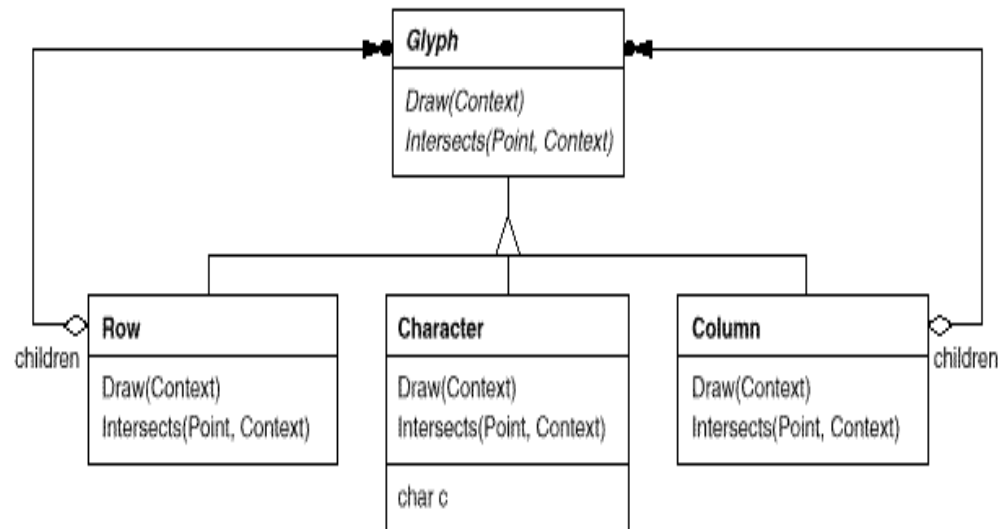 Glyph
Draw(Context)
Intersects(Point, Context)
Row
Draw(Context)
Intersects(Point, Context)
children
Character
Draw(Context)
Intersects(Point, Context)
char c
Column
Draw(Context)
Intersects(Point, Context)
children